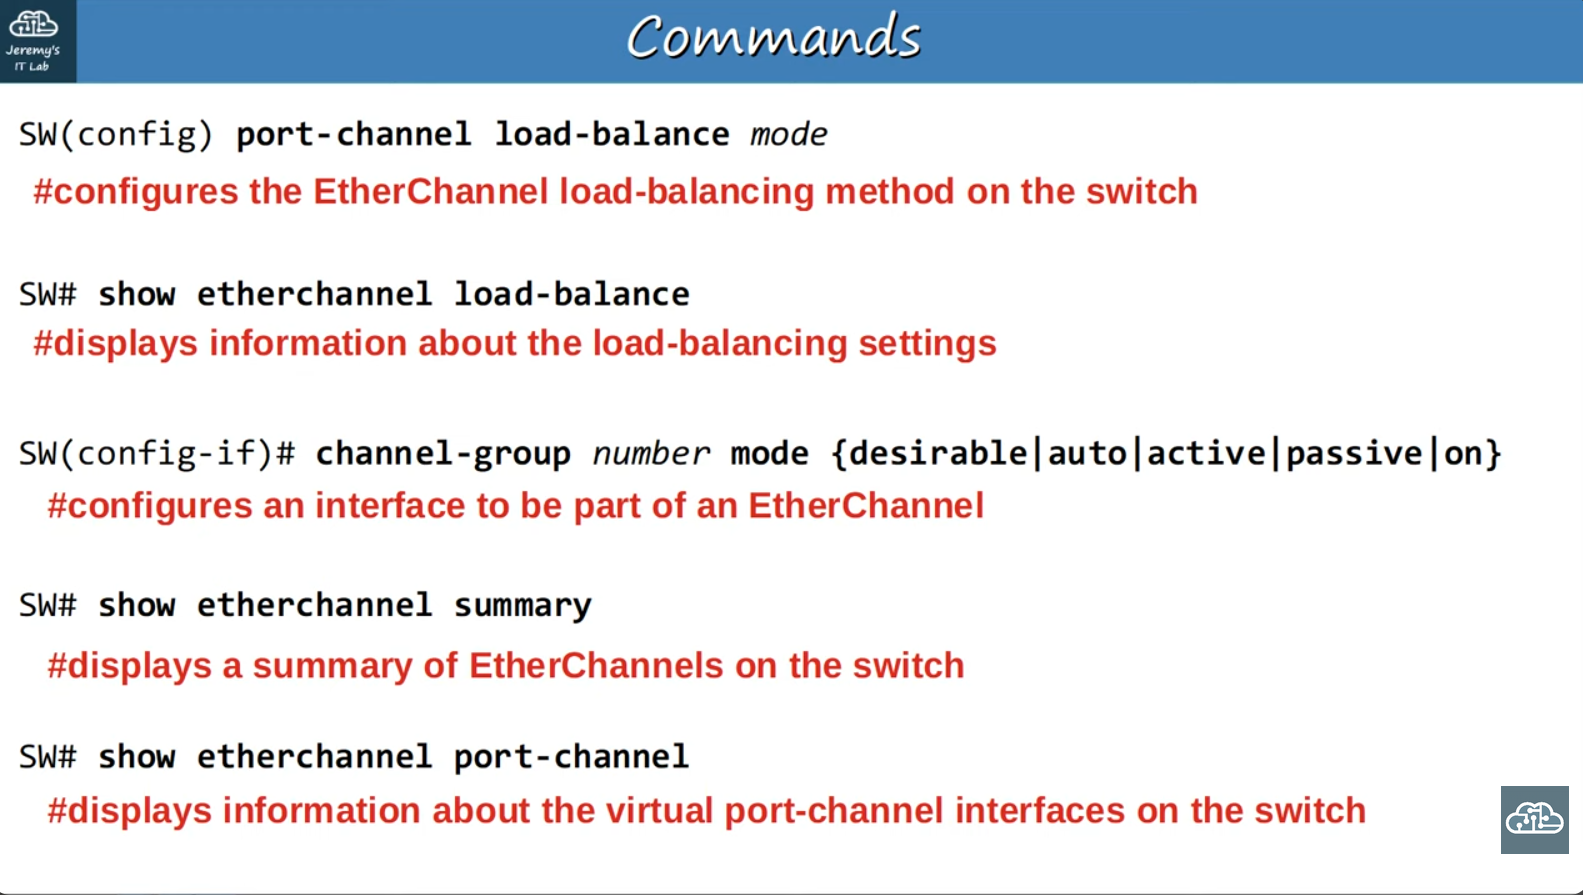 Jeremy's
IT Lab
Commands
SW(config) port-channel load-balance mode
#configures the EtherChannel load-balancing method on the switch
SW# show etherchannel load-balance
#displays information about the load-balancing settings
SW(config-if)# channel-group number mode {desirable|auto|active|passive|on}
#configures an interface to be part of an EtherChannel
SW# show etherchannel summary
#displays a summary of EtherChannels on the switch
SW# show etherchannel port-channel
#displays information about the virtual port-channel interfaces on the switch